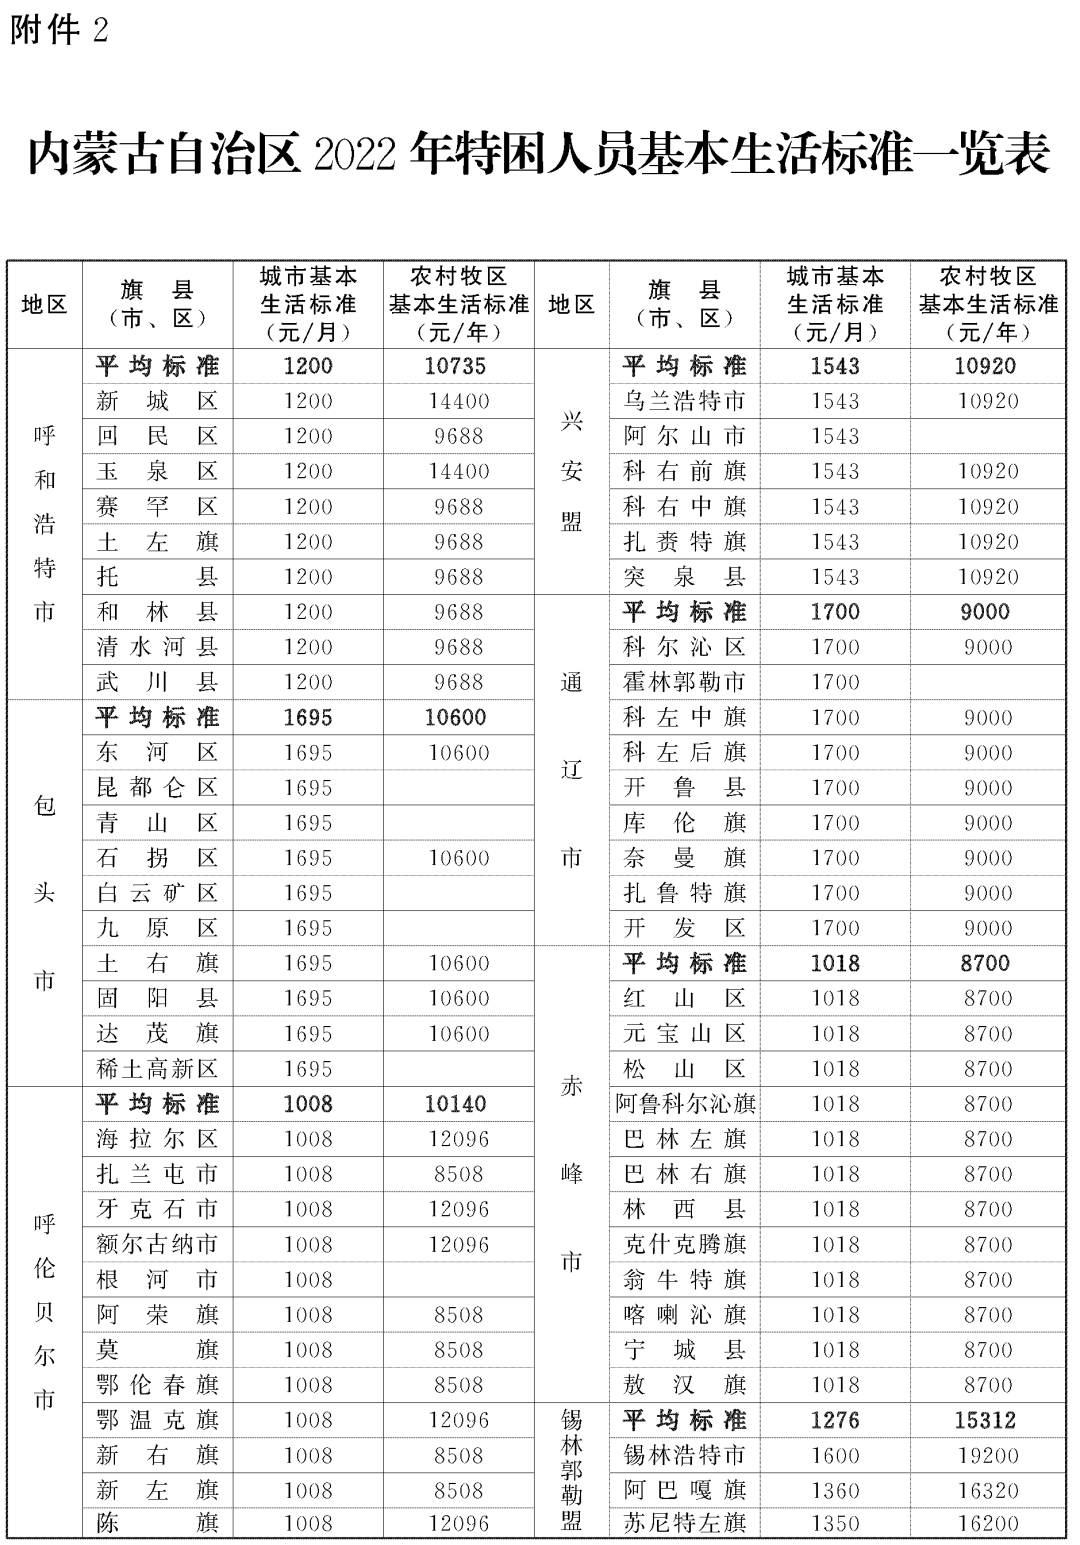 附件 2
内蒙古自治区 2022 年特困人员基本生活标准一览表
地区 旗县（市、区） 城市基本生活标准（元/月） 农村牧区基本生活标准（元/年） 地区 旗县（市、区） 城市基本生活标准（元/月） 农村牧区基本生活标准（元/年）
呼和浩特市
平均标准 1200 10735
新城区 1200 14400
回民区 1200 9688
玉泉区 1200 14400
赛罕区 1200 9688
土左旗 1200 9688
托县 1200 9688
和林县 1200 9688
清水河县 1200 9688
武川县 1200 9688
包头市
平均标准 1695 10600
东河区 1695 10600
昆都仑区 1695
青山区 1695
石拐区 1695 10600
白云矿区 1695
九原区 1695
土右旗 1695 10600
固阳县 1695 10600
达茂旗 1695 10600
稀土高新区 1695
呼伦贝尔市
平均标准 1008 10140
海拉尔区 1008 12096
扎兰屯市 1008 8508
牙克石市 1008 12096
额尔古纳市 1008 12096
根河市 1008
阿荣旗 1008 8508
莫旗 1008 8508
鄂伦春旗 1008 8508
鄂温克旗 1008 12096
新右旗 1008 8508
新左旗 1008 8508
陈旗 1008 12096
兴安盟
平均标准 1543 10920
乌兰浩特市 1543 10920
阿尔山市 1543
科右前旗 1543 10920
科右中旗 1543 10920
扎赉特旗 1543 10920
突泉县 1543 10920
通辽市
平均标准 1700 9000
科尔沁区 1700 9000
霍林郭勒市 1700
科左中旗 1700 9000
科左后旗 1700 9000
开鲁县 1700 9000
库伦旗 1700 9000
奈曼旗 1700 9000
扎鲁特旗 1700 9000
开发区 1700 9000
赤峰市
平均标准 1018 8700
红山区 1018 8700
元宝山区 1018 8700
松山区 1018 8700
阿鲁科尔沁旗 1018 8700
巴林左旗 1018 8700
巴林右旗 1018 8700
林西县 1018 8700
克什克腾旗 1018 8700
翁牛特旗 1018 8700
喀喇沁旗 1018 8700
宁城县 1018 8700
敖汉旗 1018 8700
锡林郭勒盟
平均标准 1276 15312
锡林浩特市 1600 19200
阿巴嘎旗 1360 16320
苏尼特左旗 1350 16200